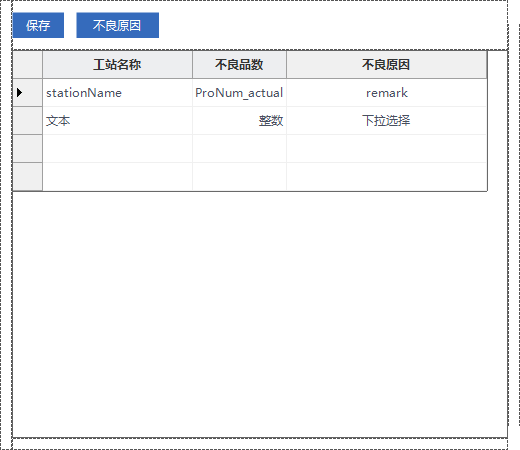 保存 不良原因
工站名称 不良品数 不良原因
stationName ProNum_actual remark
文本 整数 下拉选择